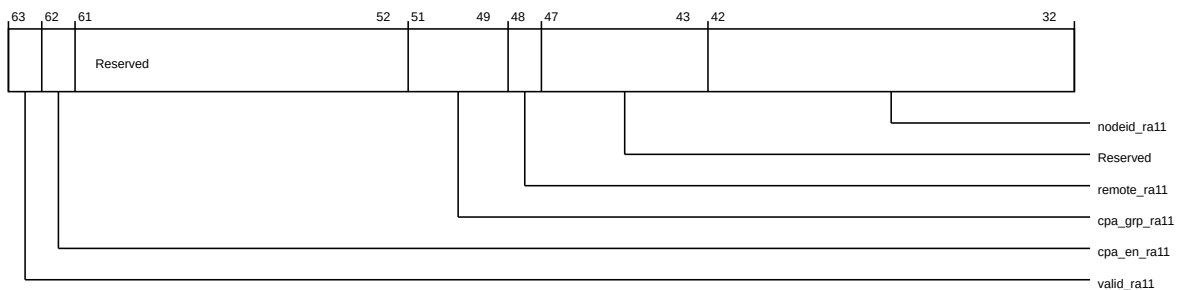 63 62 61 52 51 49 48 47 43 42 32
Reserved
nodeid_ra11
Reserved
remote_ra11
cpa_grp_ra11
cpa_en_ra11
valid_ra11